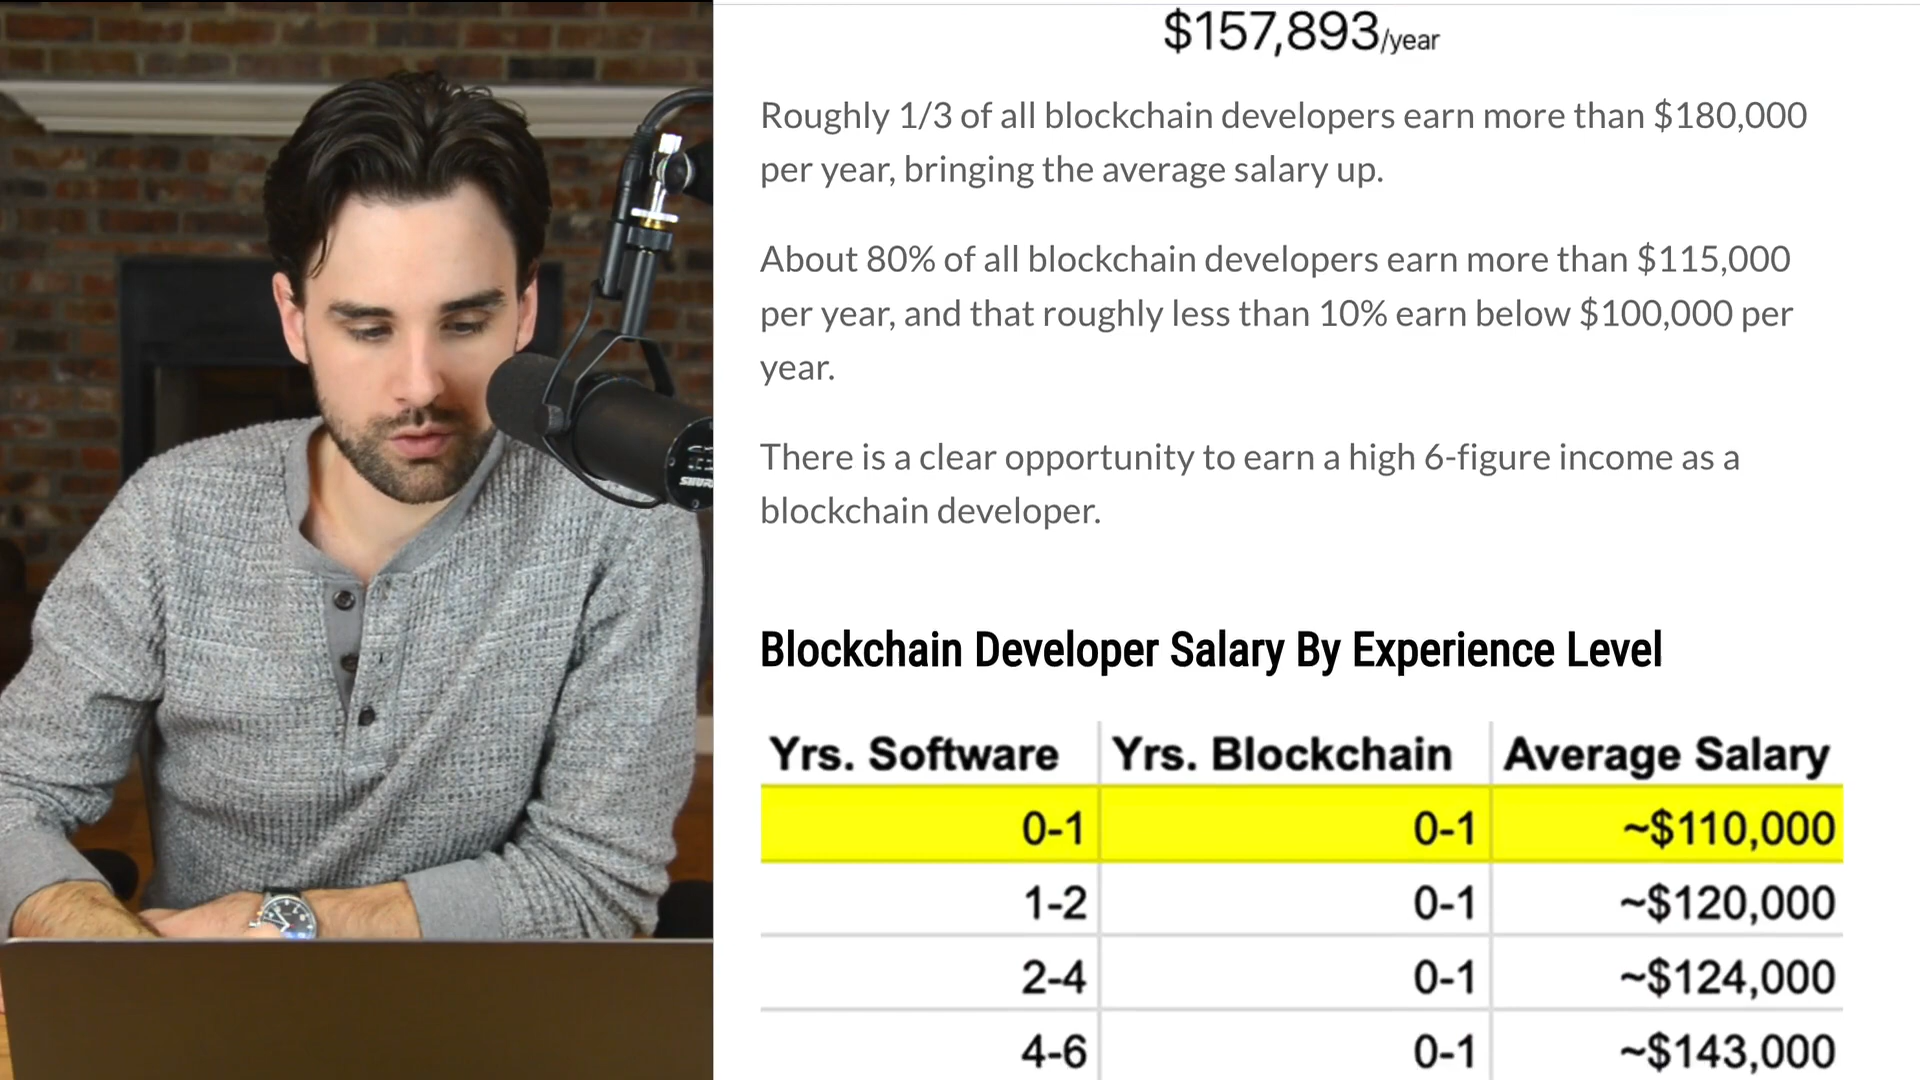 $157,893/year
Roughly 1/3 of all blockchain developers earn more than $180,000
per year, bringing the average salary up.
About 80% of all blockchain developers earn more than $115,000
per year, and that roughly less than 10% earn below $100,000 per
year.
There is a clear opportunity to earn a high 6-figure income as a
blockchain developer.
Blockchain Developer Salary By Experience Level
Yrs. Software Yrs. Blockchain Average Salary
0-1 0-1 ~$110,000
1-2 0-1 ~$120,000
2-4 0-1 ~$124,000
4-6 0-1 ~$143,000